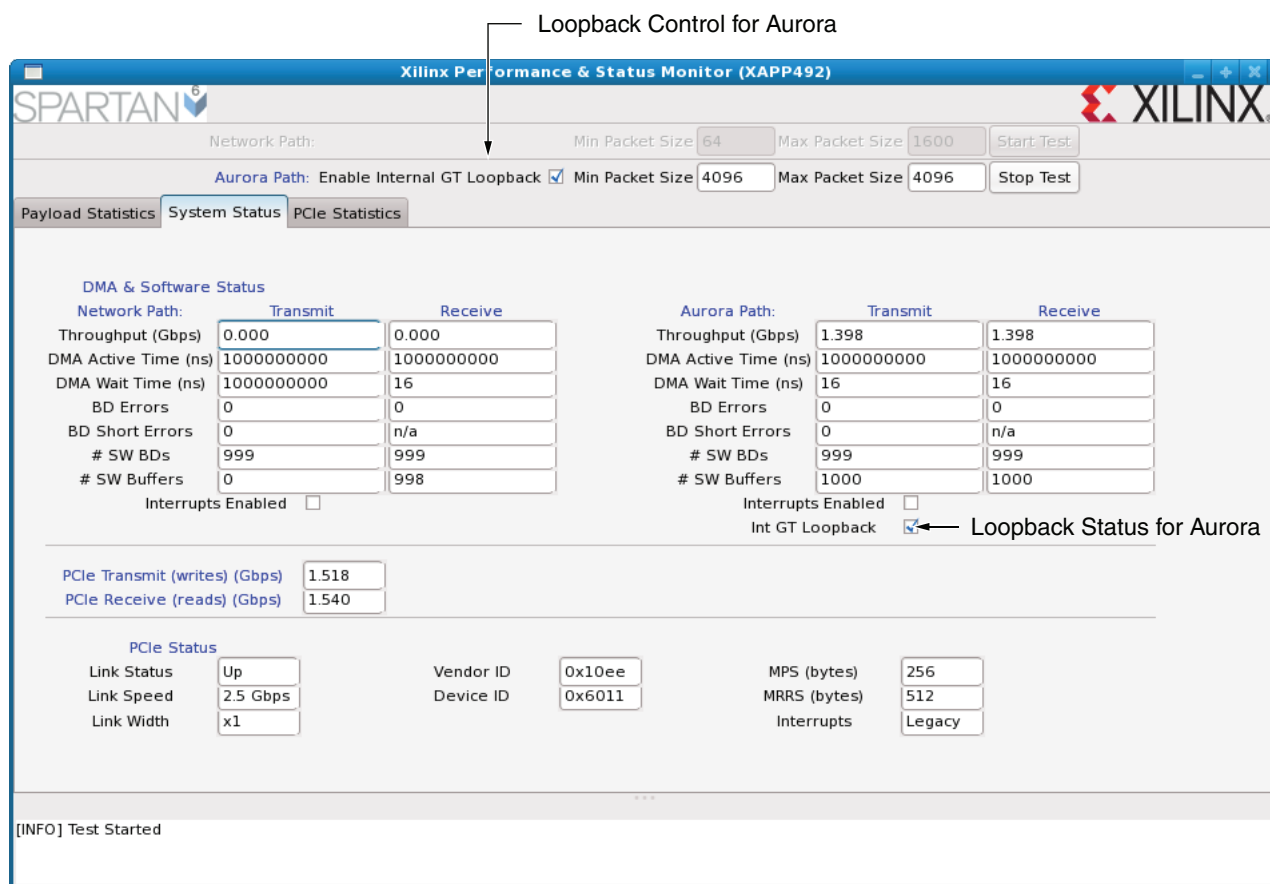 Loopback Control for Aurora
Xilinx Performance & Status Monitor (XAPP492)
SPARTAN 6 XILINX
Network Path: Min Packet Size 64 Max Packet Size 1600 Start Test
Aurora Path: Enable Internal GT Loopback Min Packet Size 4096 Max Packet Size 4096 Stop Test
Payload Statistics System Status PCIe Statistics
DMA & Software Status
Network Path: Transmit Receive Aurora Path: Transmit Receive
Throughput (Gbps) 0.000 0.000 Throughput (Gbps) 1.398 1.398
DMA Active Time (ns) 1000000000 1000000000 DMA Active Time (ns) 1000000000 1000000000
DMA Wait Time (ns) 1000000000 16 DMA Wait Time (ns) 16 16
BD Errors 0 0 BD Errors 0 0
BD Short Errors 0 n/a BD Short Errors 0 n/a
# SW BDs 999 999 # SW BDs 999 999
# SW Buffers 0 998 # SW Buffers 1000 1000
Interrupts Enabled Interrupts Enabled
Int GT Loopback Loopback Status for Aurora
PCIe Transmit (writes) (Gbps) 1.518
PCIe Receive (reads) (Gbps) 1.540
PCIe Status
Link Status Up Vendor ID 0x10ee MPS (bytes) 256
Link Speed 2.5 Gbps Device ID 0x6011 MRRS (bytes) 512
Link Width x1 Interrupts Legacy
[INFO] Test Started